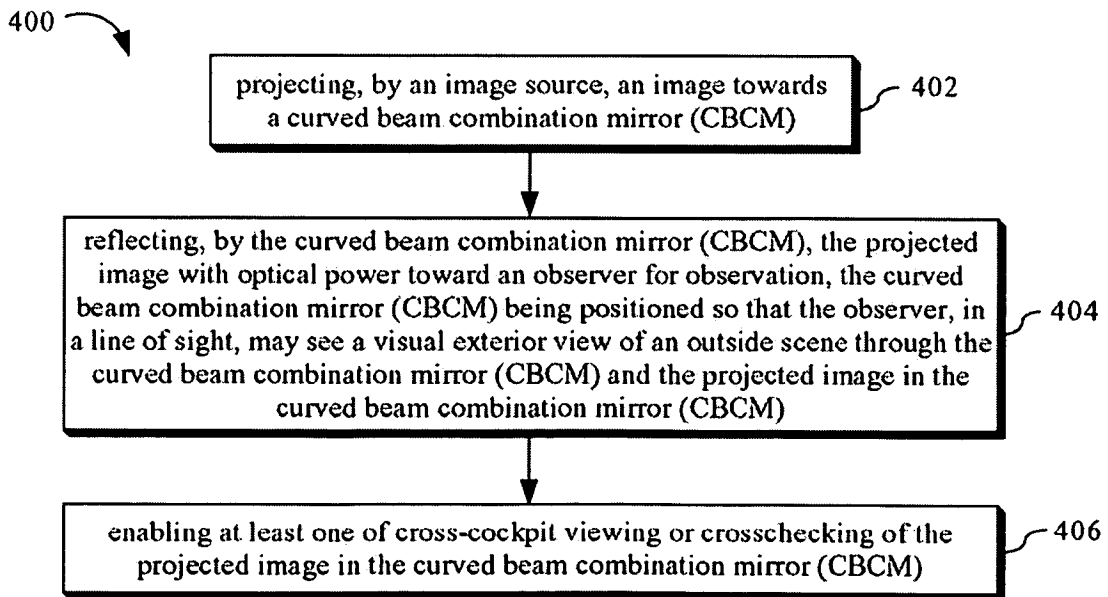 400
projecting, by an image source, an image towards
a curved beam combination mirror (CBCM)
402
reflecting, by the curved beam combination mirror (CBCM), the projected
image with optical power toward an observer for observation, the curved
beam combination mirror (CBCM) being positioned so that the observer, in
a line of sight, may see a visual exterior view of an outside scene through the
curved beam combination mirror (CBCM) and the projected image in the
curved beam combination mirror (CBCM)
404
enabling at least one of cross-cockpit viewing or crosschecking of the
projected image in the curved beam combination mirror (CBCM)
406